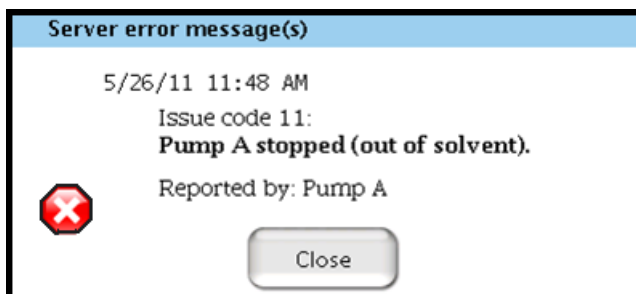 Server error message(s)
5/26/11 11:48 AM
Issue code 11:
Pump A stopped (out of solvent).
Reported by: Pump A
Close